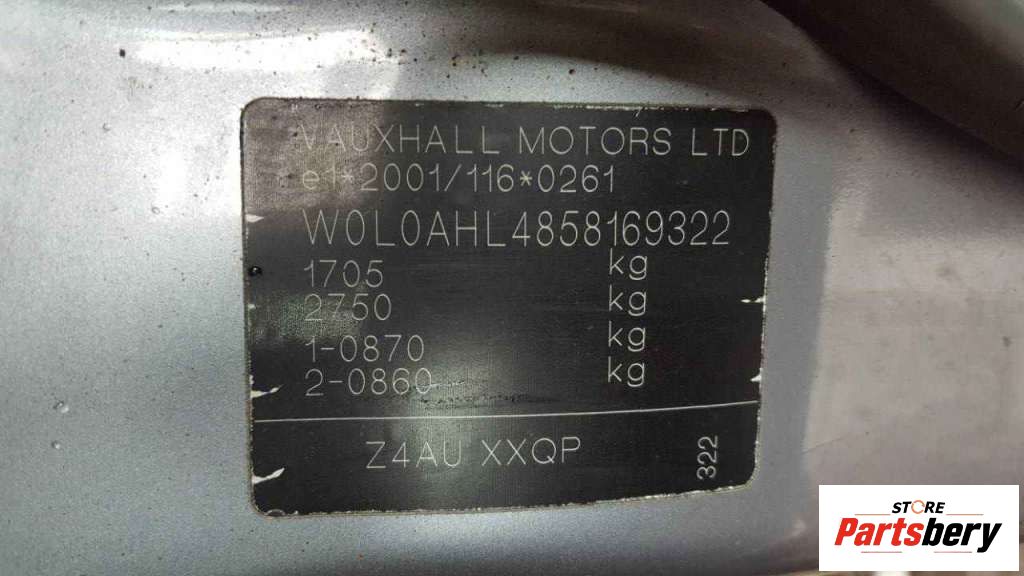 VAUXHALL MOTORS LTD
e1*2001/116*0261
W0L0AHL4858169322
1705 kg
2750 kg
1-0870 kg
2-0860 kg
Z4AU XXQP
322
STORE
Partsbery